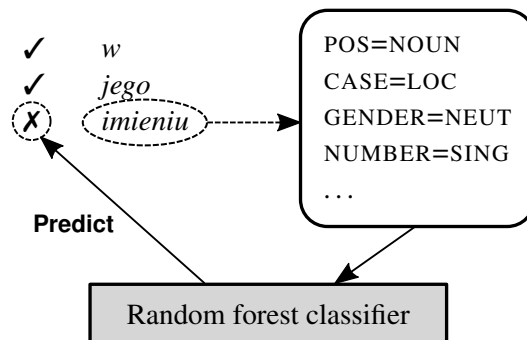 ✓ w
✓ jego
✗ imieniu
POS=NOUN
CASE=LOC
GENDER=NEUT
NUMBER=SING
...
Predict
Random forest classifier